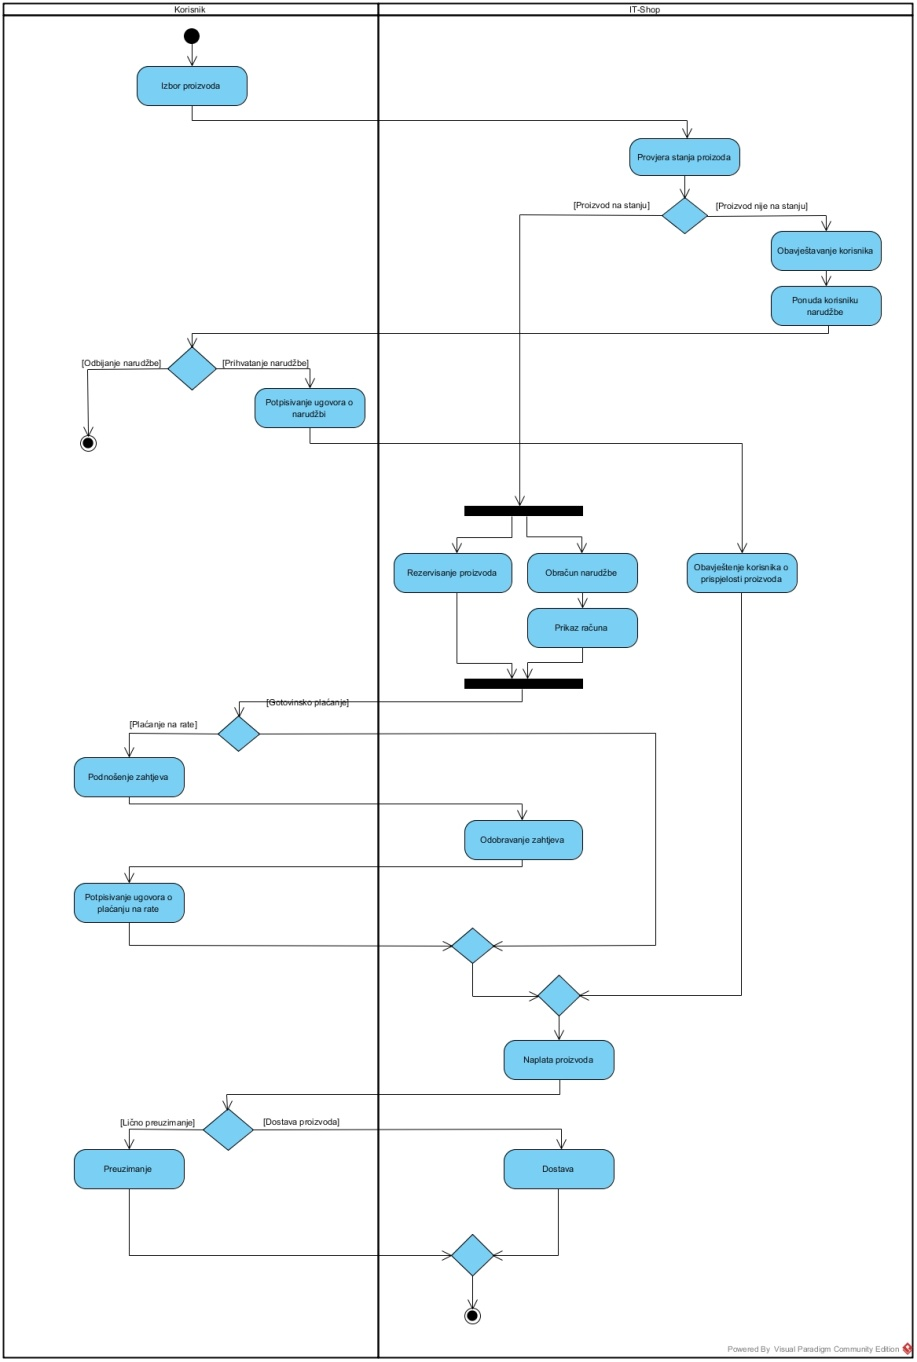 Korisnik
IT-Shop
Izbor proizvoda
Provjera stanja proizoda
[Proizvod na stanju]
[Proizvod nije na stanju]
Obavještavanje korisnika
Ponuda korisniku
narudžbe
[Odbijanje narudžbe]
[Prihvatanje narudžbe]
Potpisivanje ugovora o
narudžbi
Rezervisanje proizvoda
Obračun narudžbe
Obavještenje korisnika o
prispjelosti proizvoda
Prikaz računa
[Gotovinsko plaćanje]
[Plaćanje na rate]
Podnošenje zahtjeva
Odobravanje zahtjeva
Potpisivanje ugovora o
plaćanju na rate
Naplata proizvoda
[Lično preuzimanje]
[Dostava proizvoda]
Preuzimanje
Dostava
Powered By Visual Paradigm Community Edition